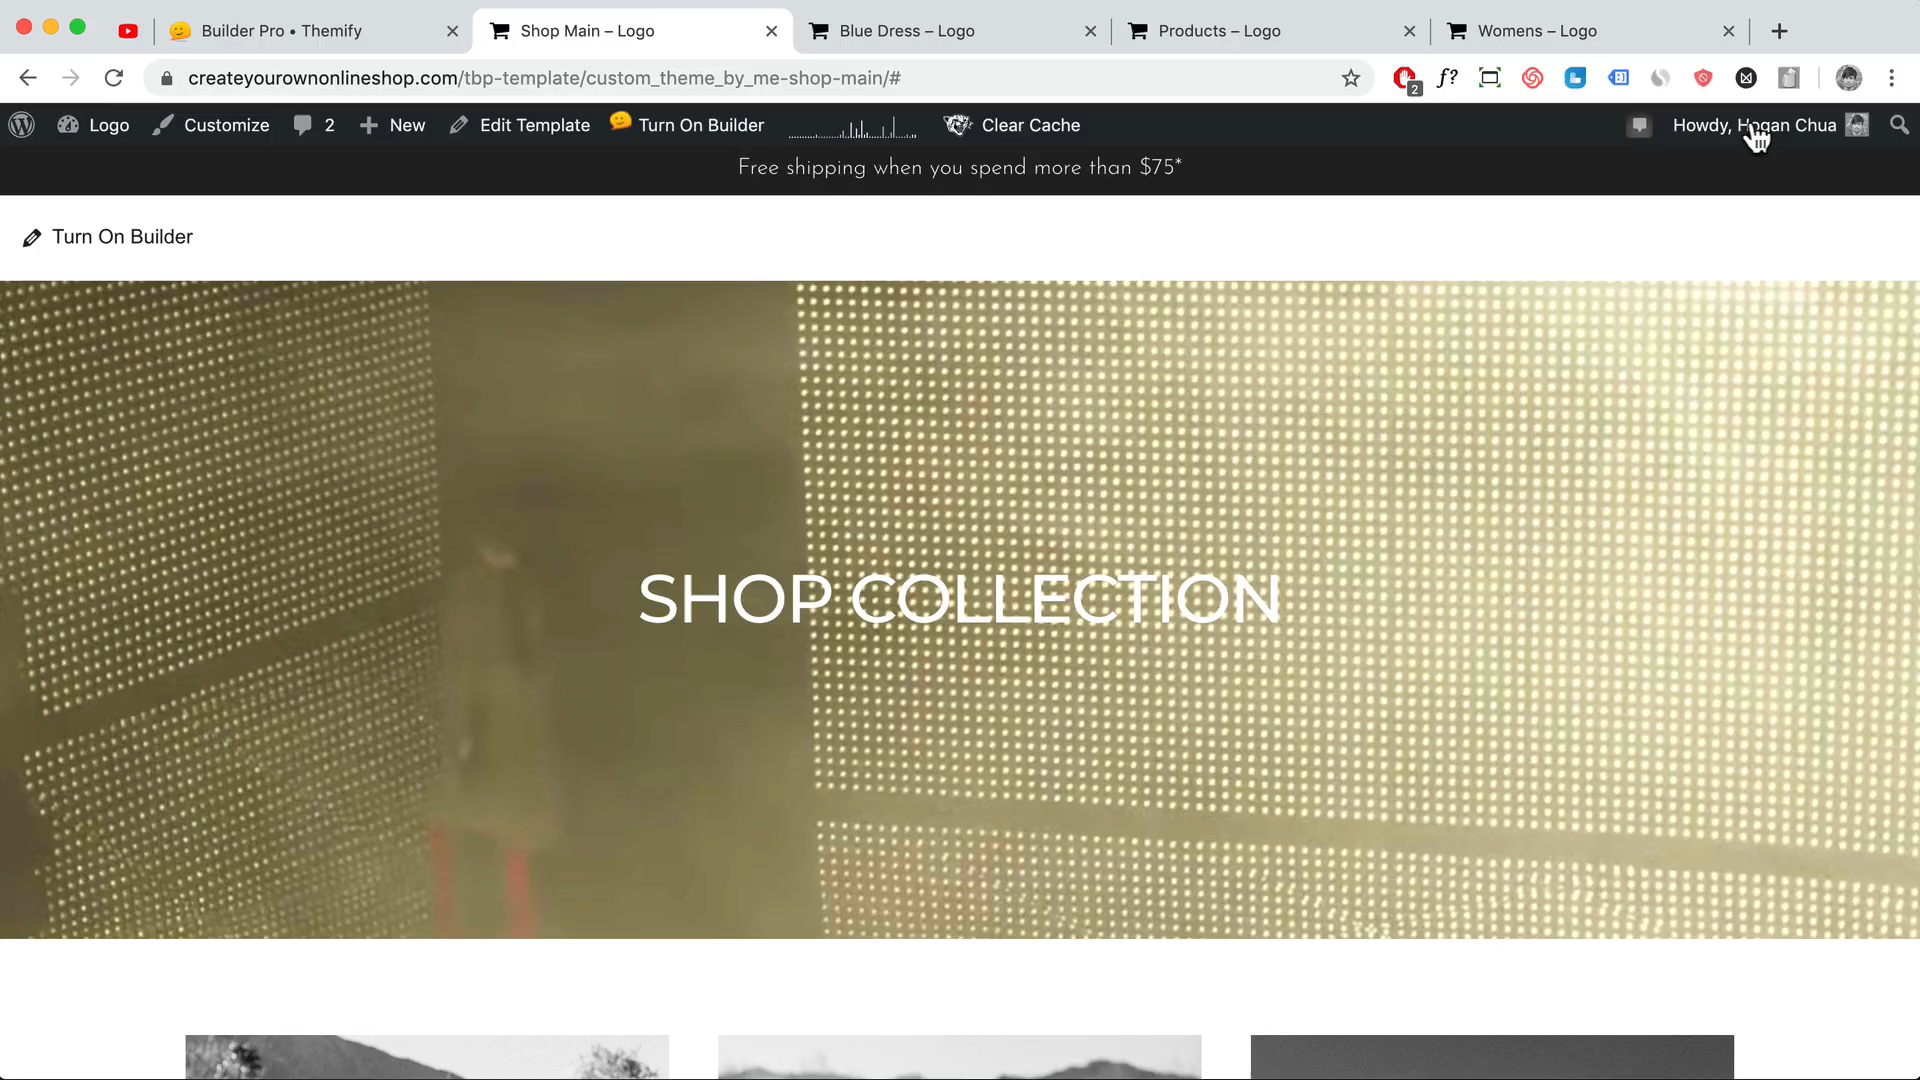 Builder Pro • Themify
Shop Main – Logo
Blue Dress – Logo
Products – Logo
Womens – Logo
createyourownonlineshop.com/tbp-template/custom_theme_by_me-shop-main/#
f?
2
Logo
Customize
2
New
Edit Template
Turn On Builder
Clear Cache
Howdy, Hogan Chua
Free shipping when you spend more than $75*
Turn On Builder
SHOP COLLECTION